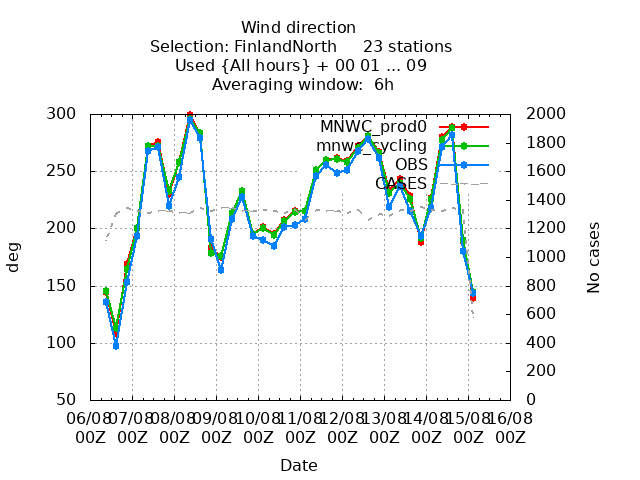 Wind direction
Selection: FinlandNorth 23 stations
Used {All hours} + 00 01 ... 09
Averaging window: 6h
300
250
200
150
100
50
deg
2000
1800
1600
1400
1200
1000
800
600
400
200
0
No cases
MNWC_prod0
mnwc_cycling
OBS
CASES
06/08 07/08 08/08 09/08 10/08 11/08 12/08 13/08 14/08 15/08 16/08
00Z 00Z 00Z 00Z 00Z 00Z 00Z 00Z 00Z 00Z 00Z
Date